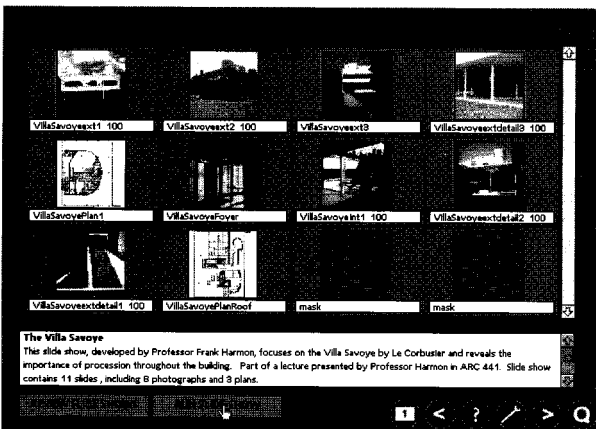 VillaSavoyeext1 100
VillaSavoyeext2 100
VillaSavoyeext3
VillaSavoyeextdetail3 100
VillaSavoyePlan1
VillaSavoyeFoyer
VillaSavoyeint1 100
VillaSavoyeextdetail2 100
VillaSavoyeextdetail1 100
VillaSavoyePlanRoof
mask
mask
The Villa Savoye
This slide show, developed by Professor Frank Harmon, focuses on the Villa Savoye by Le Corbusier and reveals the
importance of procession throughout the building. Part of a lecture presented by Professor Harmon in ARC 441. Slide show
contains 11 slides, including 8 photographs and 3 plans.
1 < ? > Q